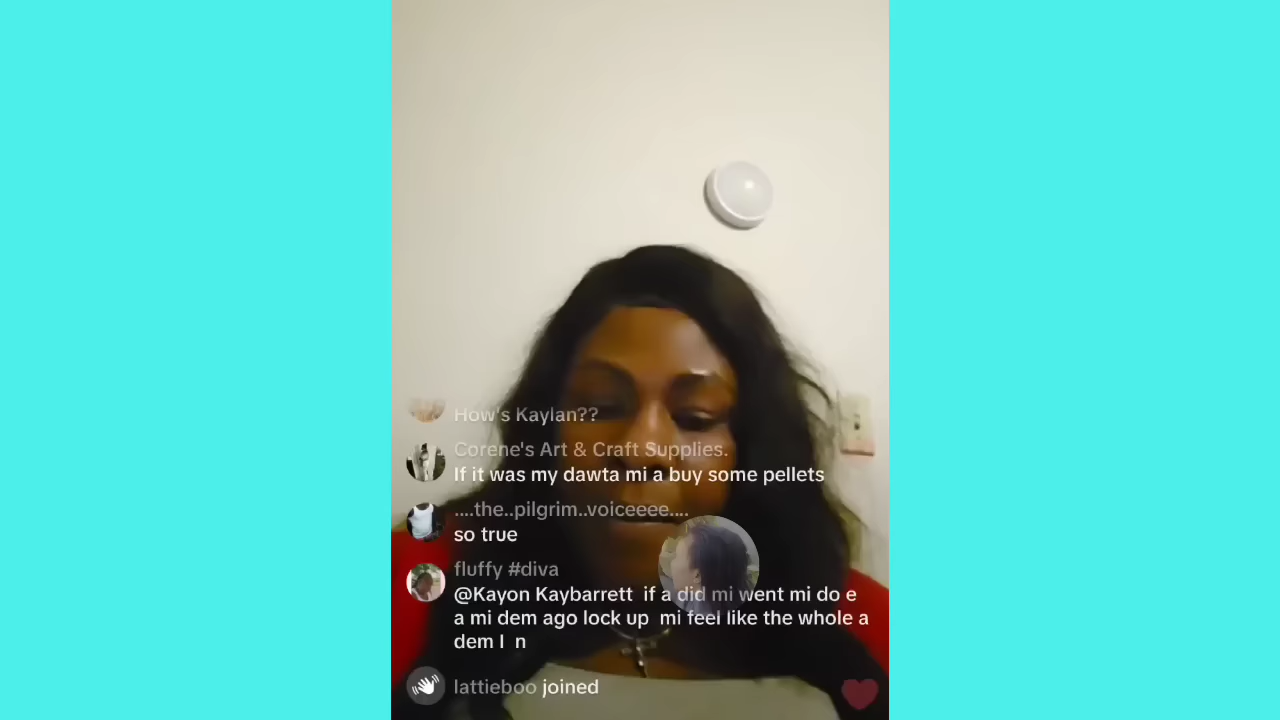 How's Kaylan??
Corene's Art & Craft Supplies.
If it was my dawta mi a buy some pellets
....the..pilgrim..voiceeee....
so true
fluffy #diva
@Kayon Kaybarrett if a did mi went mi do e
a mi dem ago lock up mi feel like the whole a
dem I n
lattieboo joined